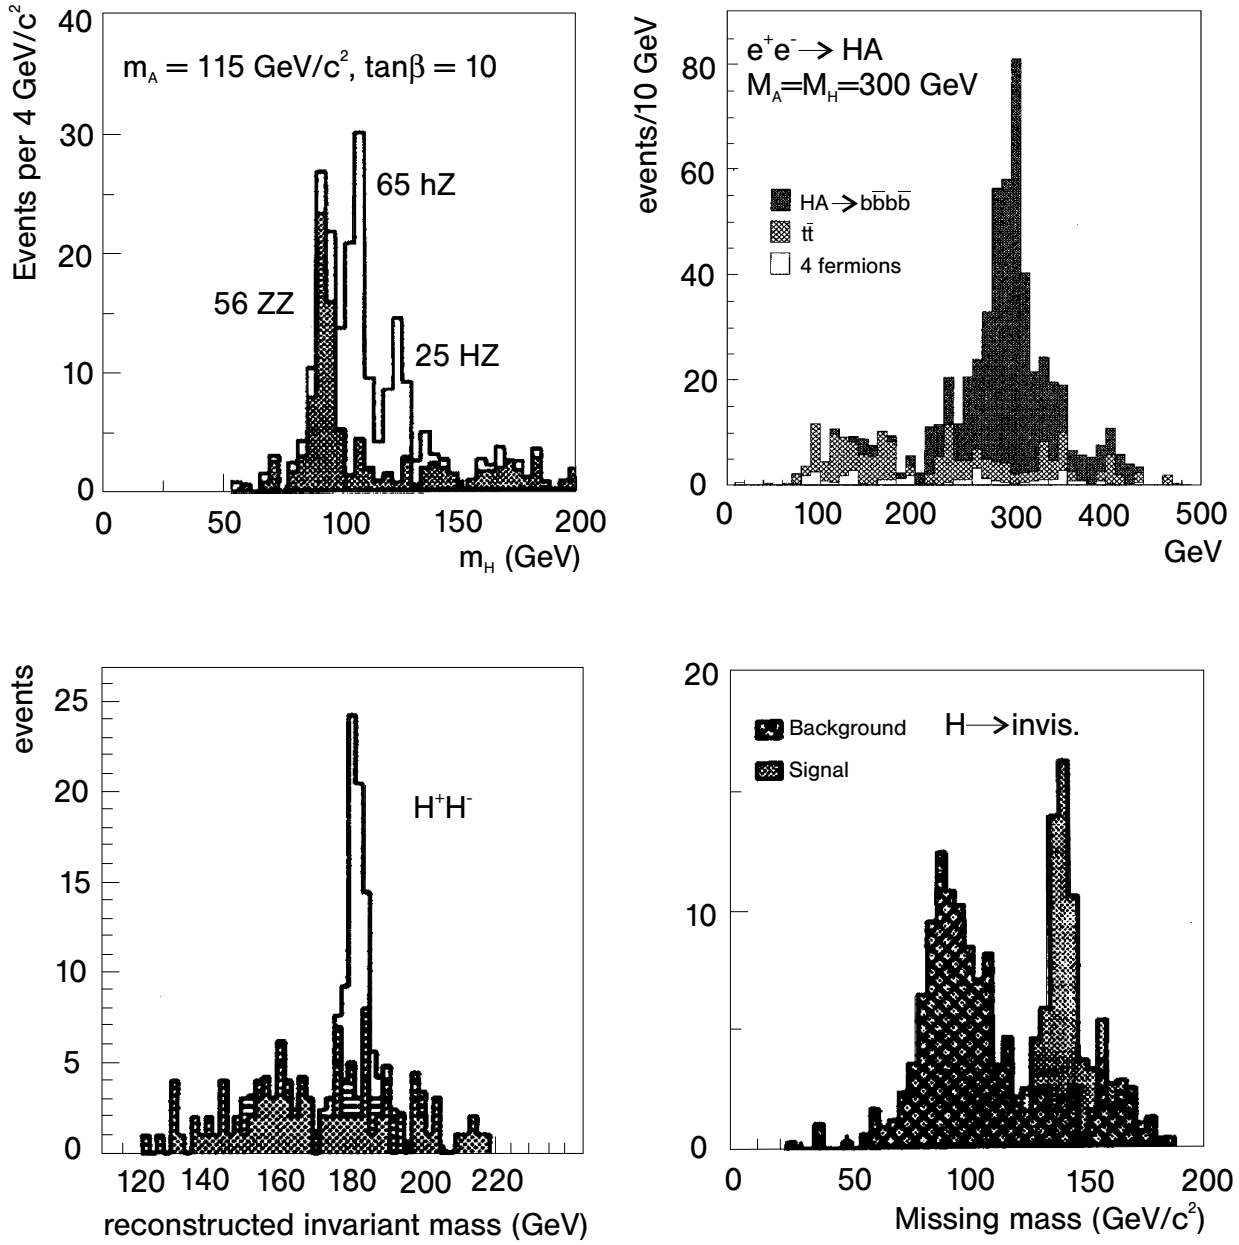 40
Events per 4 GeV/c²
m_A = 115 GeV/c², tanβ = 10
30
65 hZ
20
56 ZZ
25 HZ
10
0
0 50 100 150 200
m_H (GeV)
events/10 GeV
e⁺e⁻→ HA
M_A=M_H=300 GeV
80
60
HA→bb̄bb̄
tt̄
4 fermions
40
20
0
100 200 300 400 500
GeV
events
25
20
H⁺H⁻
15
10
5
0
120 140 160 180 200 220
reconstructed invariant mass (GeV)
20
Background
H→invis.
Signal
10
0
0 50 100 150 200
Missing mass (GeV/c²)